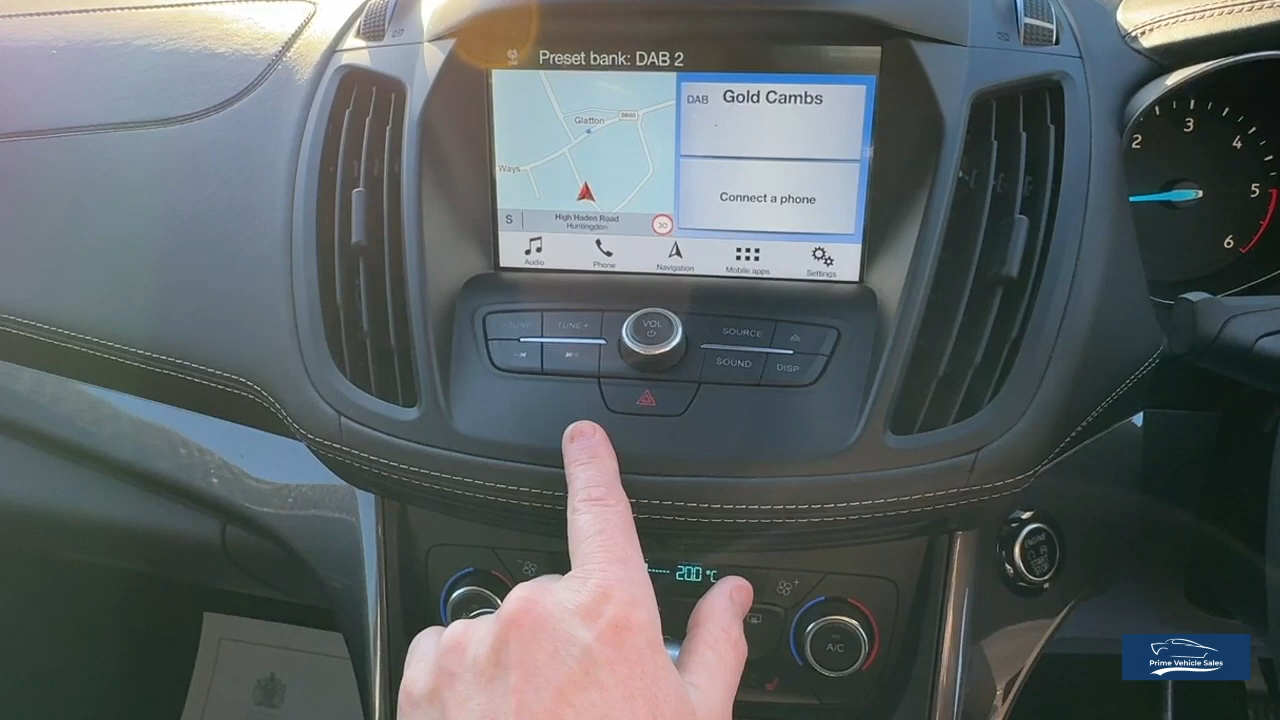 Preset bank: DAB 2
Glatton
B660
Ways
S
High Haden Road
Huntingdon
30
DAB
Gold Cambs
Connect a phone
Audio
Phone
Navigation
Mobile apps
Settings
TUNE +
VOL
SOURCE
SOUND
DISP
20.0 °C
A/C
ENGINE
2
3
4
5
6
Prime Vehicle Sales